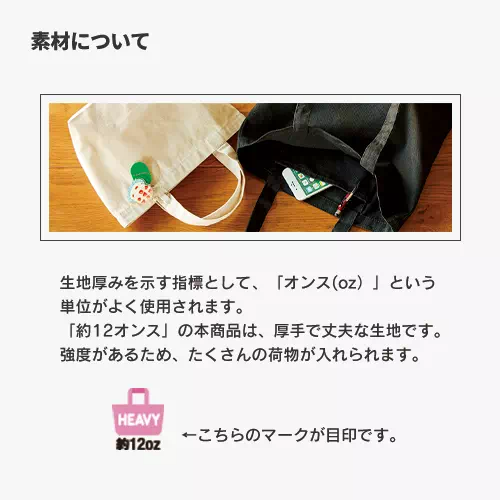 素材について
生地厚みを示す指標として、「オンス(oz）」という
単位がよく使用されます。
「約12オンス」の本商品は、厚手で丈夫な生地です。
強度があるため、たくさんの荷物が入れられます。
HEAVY
約12oz
←こちらのマークが目印です。